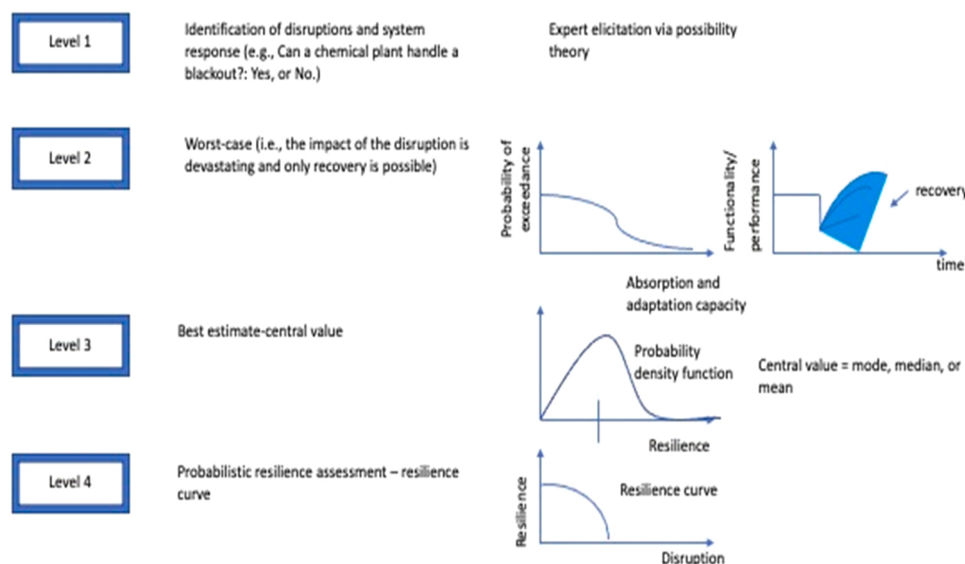 Level 1
Identification of disruptions and system
response (e.g., Can a chemical plant handle a
blackout?: Yes, or No.)
Expert elicitation via possibility
theory
Level 2
Worst-case (i.e., the impact of the disruption is
devastating and only recovery is possible)
Probability of
exceedance
Functionality/
performance
recovery
time
Absorption and
adaptation capacity
Level 3
Best estimate-central value
Probability
density function
Central value = mode, median, or
mean
Resilience
Level 4
Probabilistic resilience assessment – resilience
curve
Resilience
Resilience curve
Disruption